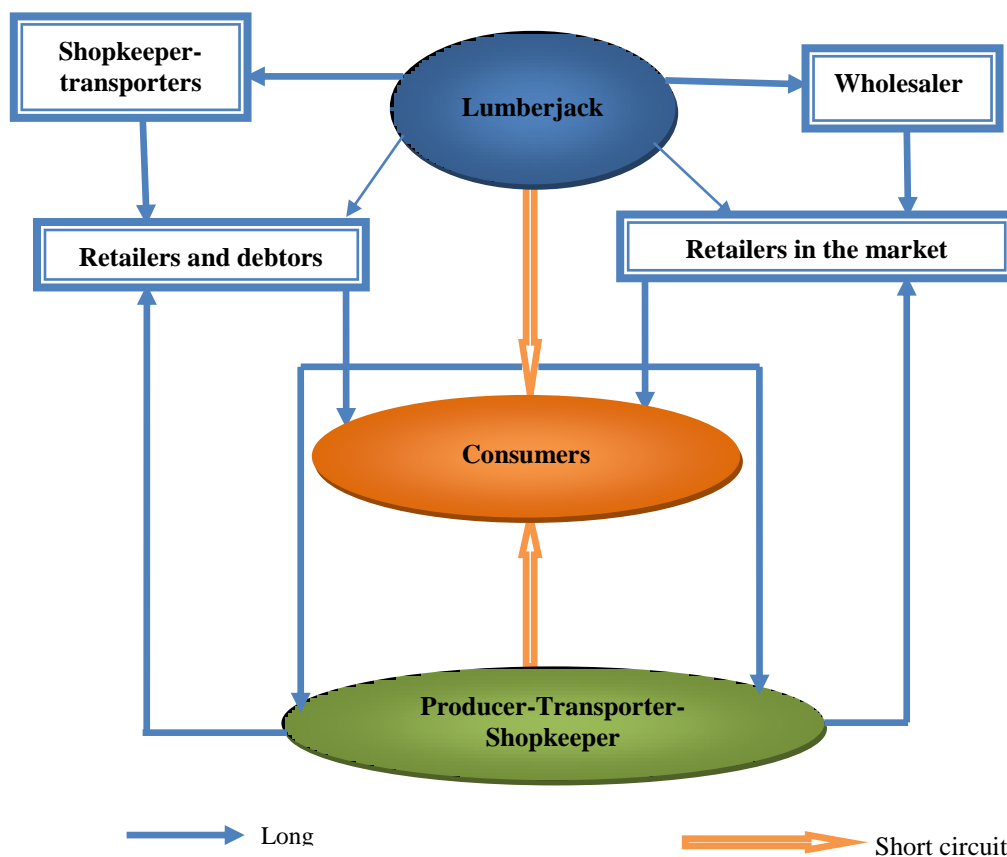 Shopkeeper-
transporters
Lumberjack
Wholesaler
Retailers and debtors
Retailers in the market
Consumers
Producer-Transporter-
Shopkeeper
Long
Short circuit